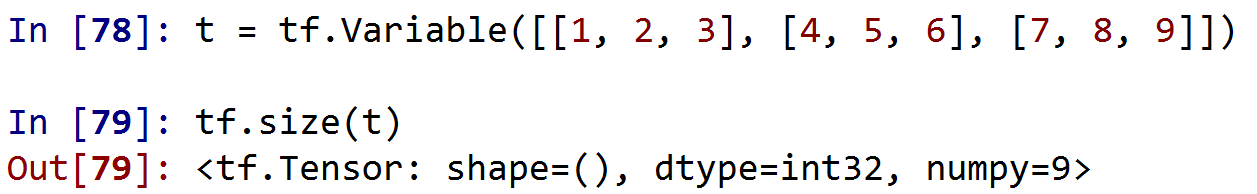 In [78]: t = tf.Variable([[1, 2, 3], [4, 5, 6], [7, 8, 9]])
In [79]: tf.size(t)
Out[79]: <tf.Tensor: shape=(), dtype=int32, numpy=9>